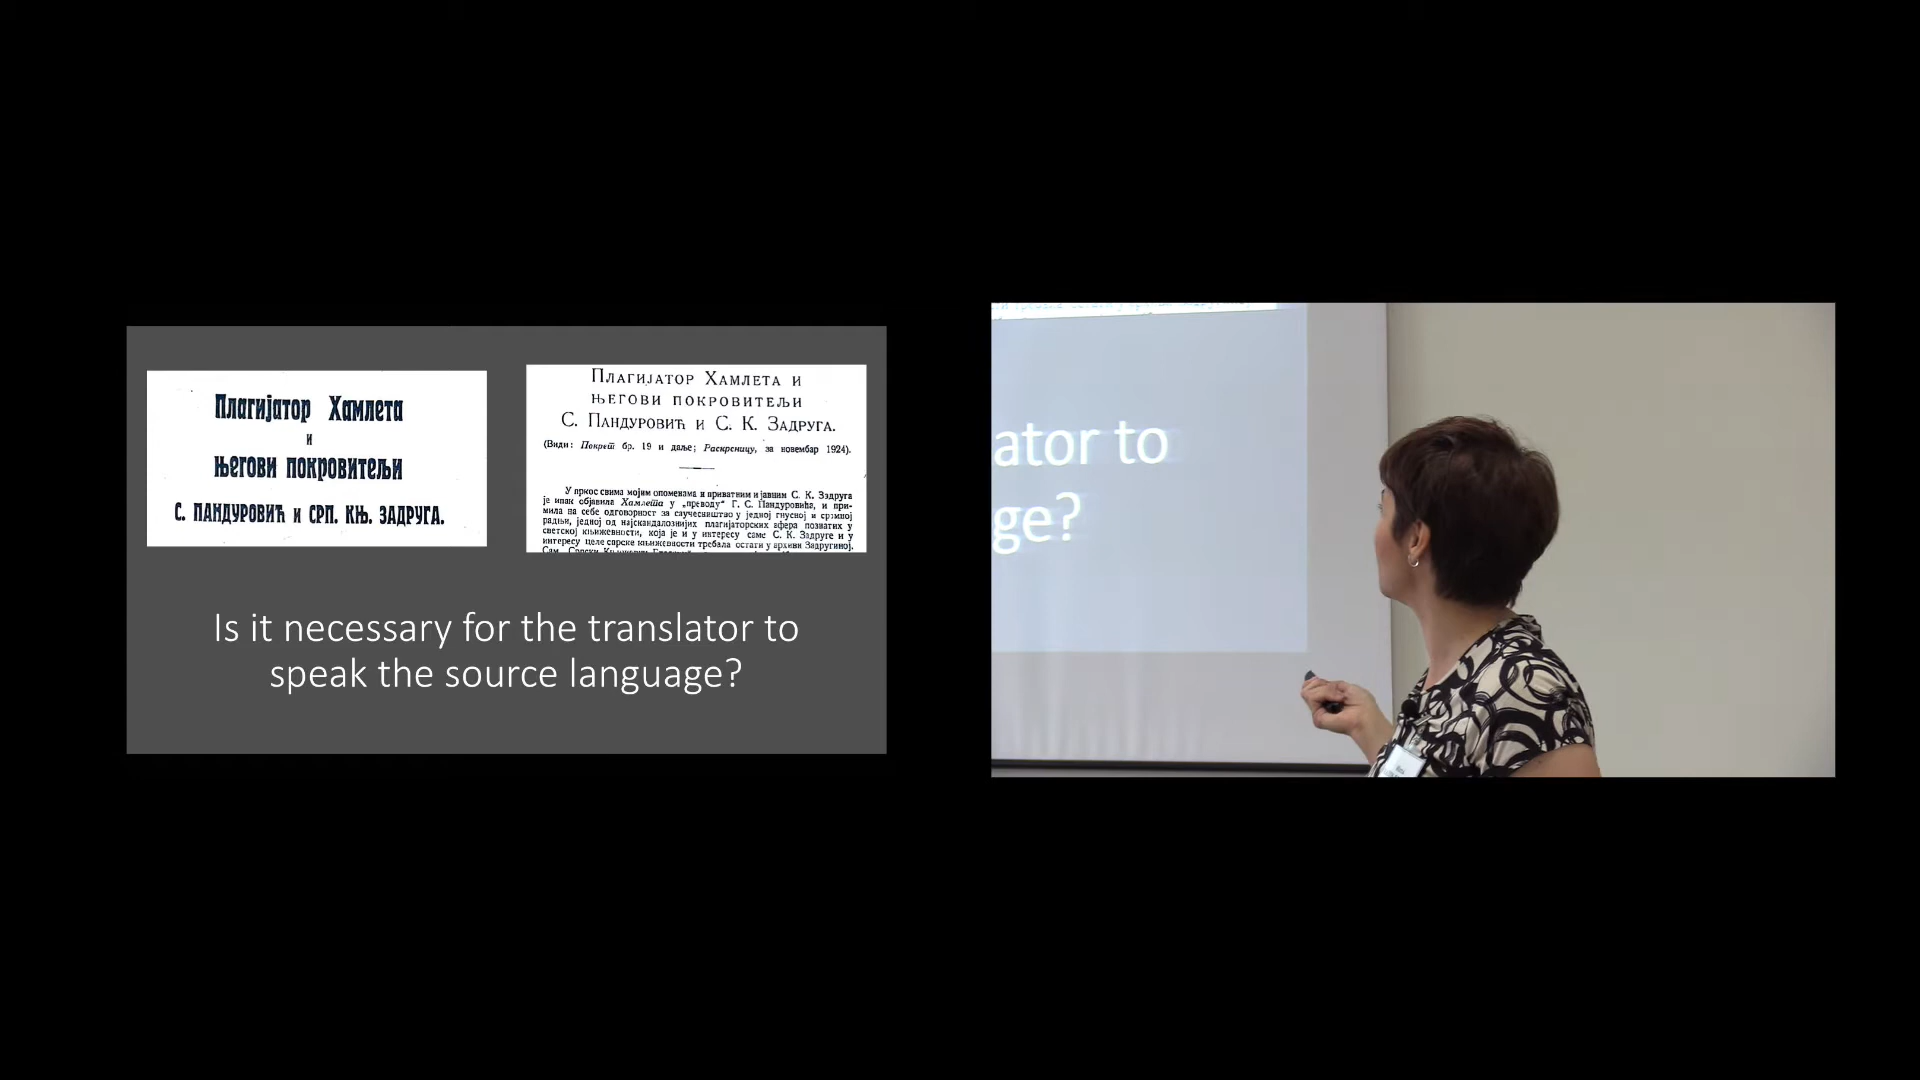 Плагијатор Хамлета
и
његови покровитељи
С. ПАНДУРОВИЋ и СРП. КЊ. ЗАДРУГА.
Плагијатор Хамлета и
његови покровитељи
С. Пандуровић и С. К. Задруга.
(Види: Покрет бр. 19 и даље; Раскрсницу, за новембар 1924).
У пркос свима мојим опоменама и приватним и јавним С. К. Задруга
је ипак објавила Хамлета у „преводу“ Г. С. Пандуровића, и при-
мила на себе одговорност за саучесништво у једној гнусној и срамној
радњи, једној од најскандалознијих плагијаторских афера познатих у
светској књижевности, која је и у интересу саме С. К. Задруге и у
интересу целе српске књижевности требала остати у архиви Задругиној.
Is it necessary for the translator to
speak the source language?
ator to
ge?